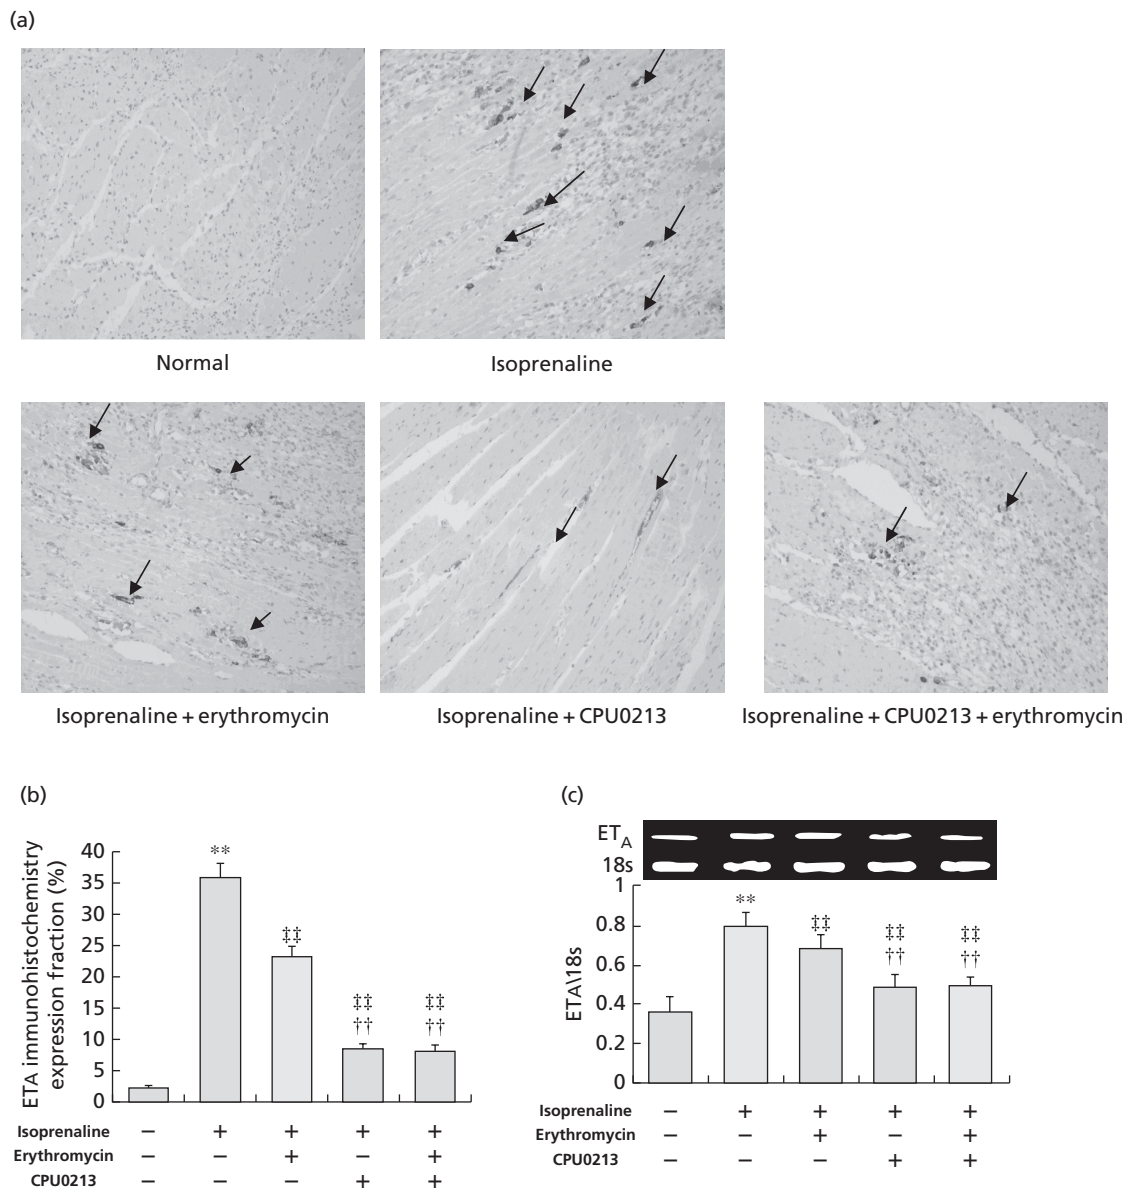 (a)
Normal
Isoprenaline
Isoprenaline + erythromycin
Isoprenaline + CPU0213
Isoprenaline + CPU0213 + erythromycin
(b)
ETA immunohistochemistry
expression fraction (%)
40
35
30
25
20
15
10
5
0
**
‡‡
‡‡
††
‡‡
††
Isoprenaline − + + + +
Erythromycin − − + − +
CPU0213 − − − + +
(c)
ETA
18s
ETA\18s
1
0.8
0.6
0.4
0.2
0
**
‡‡
‡‡
††
‡‡
††
Isoprenaline − + + + +
Erythromycin − − + − +
CPU0213 − − − + +